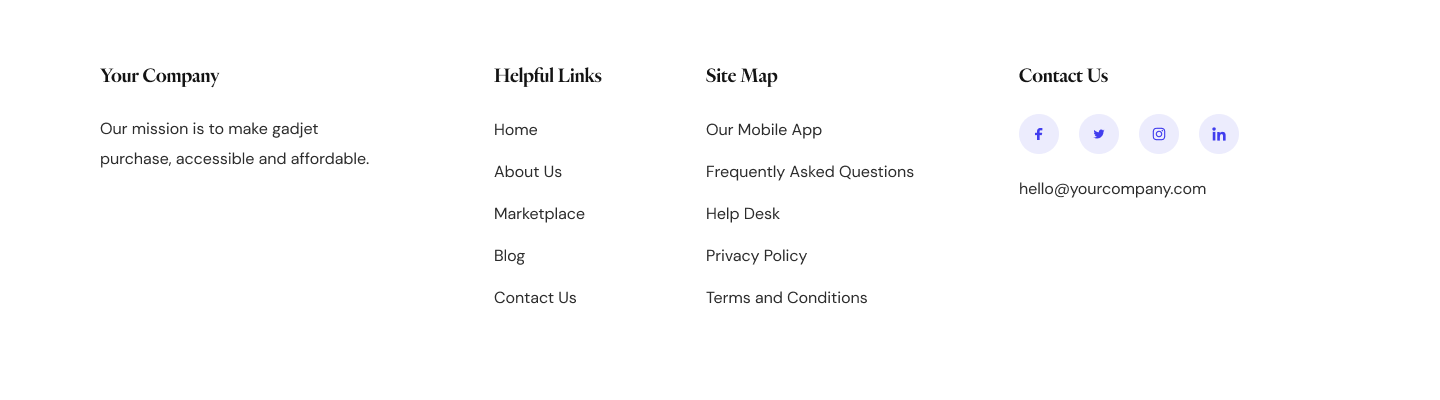 Your Company
Our mission is to make gadjet
purchase, accessible and affordable.
Helpful Links
Home
About Us
Marketplace
Blog
Contact Us
Site Map
Our Mobile App
Frequently Asked Questions
Help Desk
Privacy Policy
Terms and Conditions
Contact Us
hello@yourcompany.com